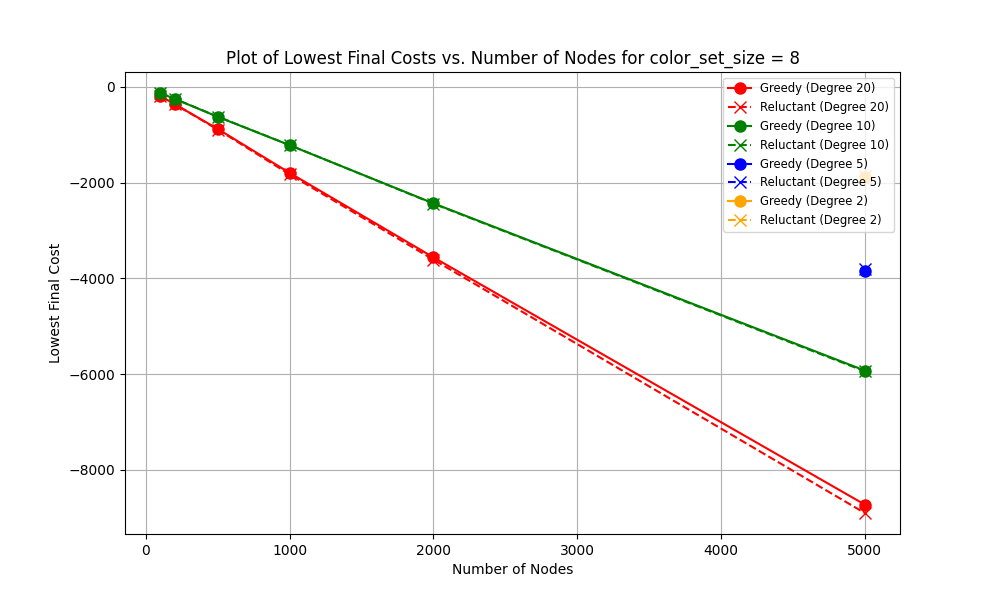 Plot of Lowest Final Costs vs. Number of Nodes for color_set_size = 8
0
−2000
−4000
−6000
−8000
Lowest Final Cost
Greedy (Degree 20)
Reluctant (Degree 20)
Greedy (Degree 10)
Reluctant (Degree 10)
Greedy (Degree 5)
Reluctant (Degree 5)
Greedy (Degree 2)
Reluctant (Degree 2)
0
1000
2000
3000
4000
5000
Number of Nodes